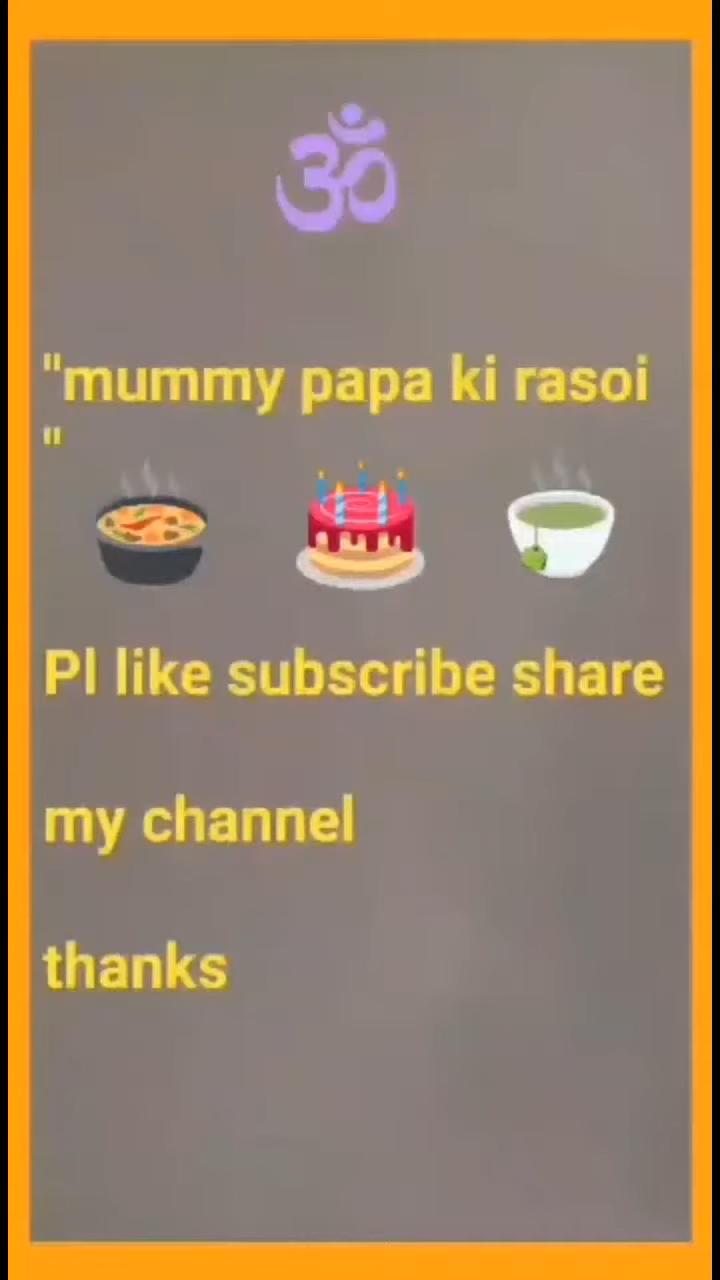 ॐ
"mummy papa ki rasoi
"
Pl like subscribe share
my channel
thanks